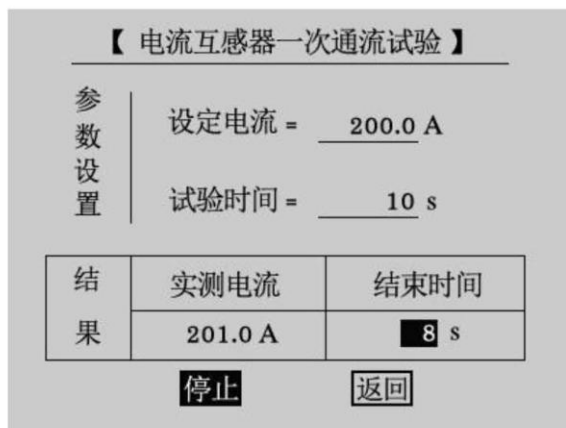 【 电流互感器一次通流试验 】
参数设置
设定电流 = 200.0 A
试验时间 = 10 s
结果
实测电流 结束时间
201.0 A 8 s
停止 返回